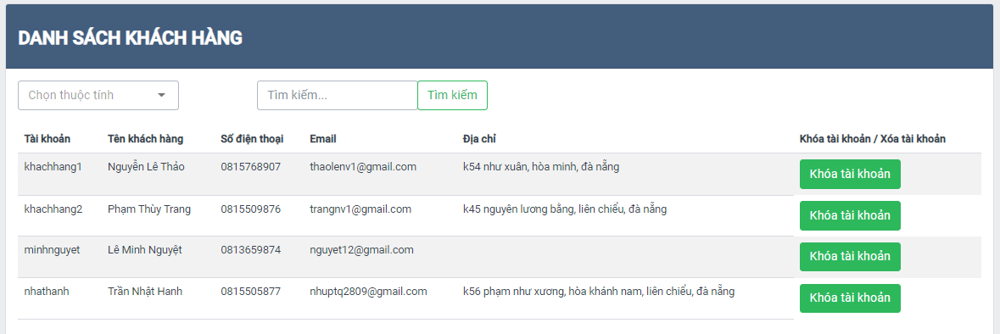 DANH SÁCH KHÁCH HÀNG
Chọn thuộc tính Tìm kiếm... Tìm kiếm
Tài khoản Tên khách hàng Số điện thoại Email Địa chỉ Khóa tài khoản / Xóa tài khoản
khachhang1 Nguyễn Lê Thảo 0815768907 thaolenv1@gmail.com k54 như xuân, hòa minh, đà nẵng Khóa tài khoản
khachhang2 Phạm Thùy Trang 0815509876 trangnv1@gmail.com k45 nguyên lương bằng, liên chiểu, đà nẵng Khóa tài khoản
minhnguyet Lê Minh Nguyệt 0813659874 nguyet12@gmail.com Khóa tài khoản
nhathanh Trần Nhật Hanh 0815505877 nhuptq2809@gmail.com k56 phạm như xương, hòa khánh nam, liên chiểu, đà nẵng Khóa tài khoản